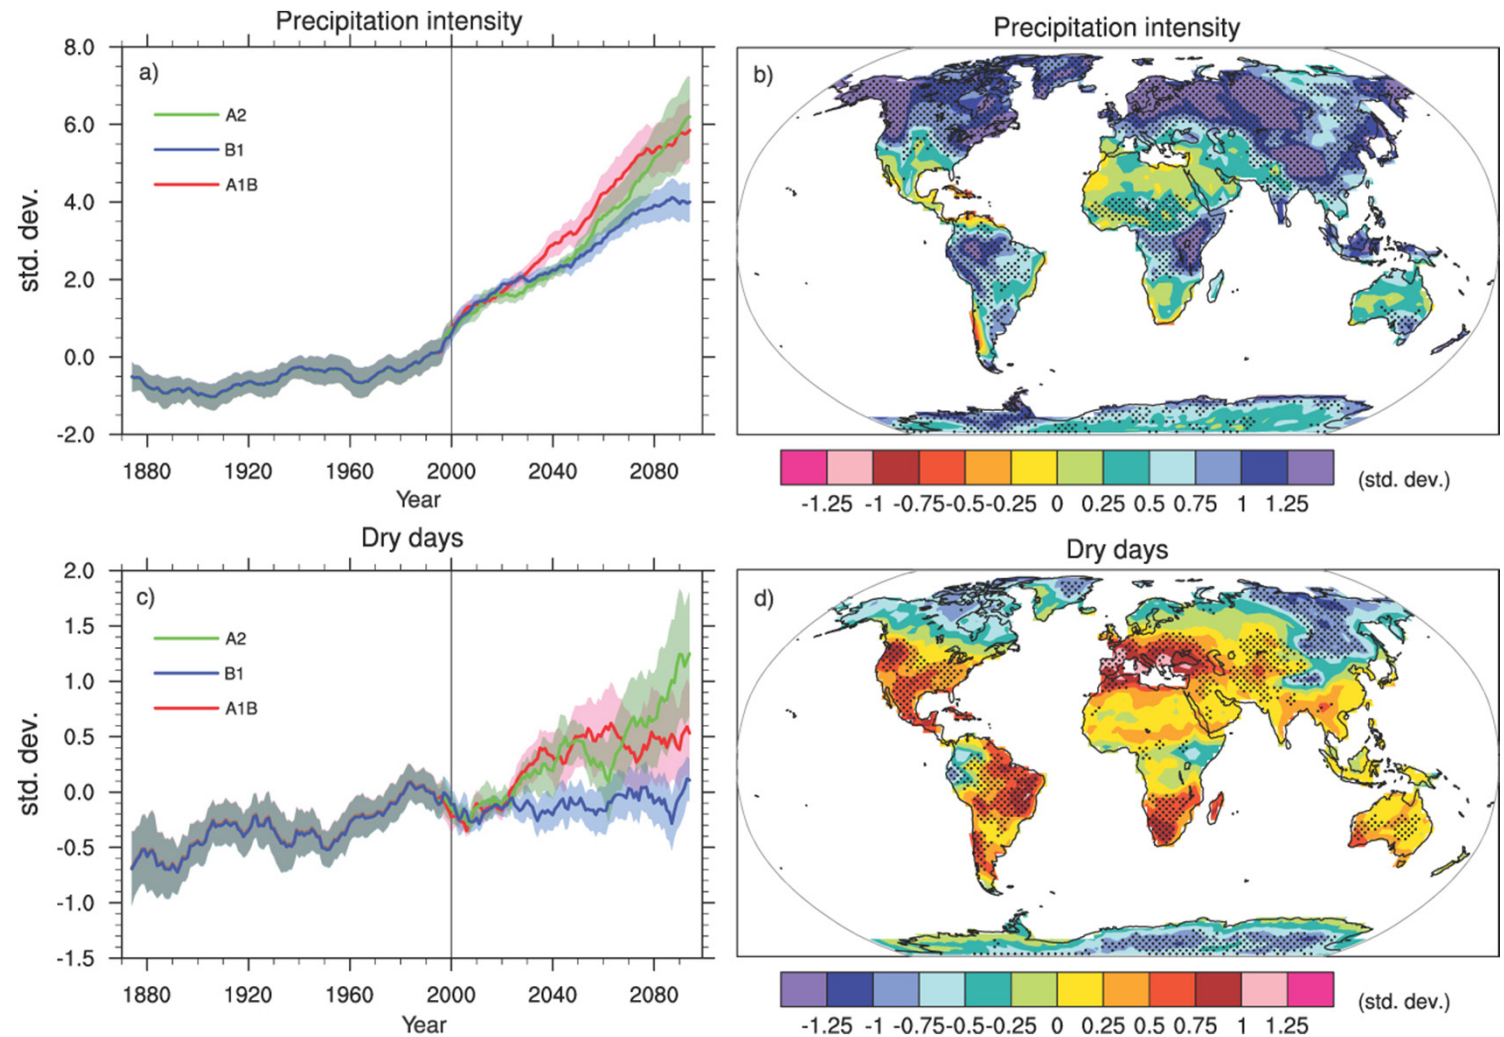 Precipitation intensity
a)
8.0
6.0
4.0
2.0
0.0
-2.0
std. dev.
A2
B1
A1B
1880 1920 1960 2000 2040 2080
Year
Precipitation intensity
b)
-1.25 -1 -0.75 -0.5 -0.25 0 0.25 0.5 0.75 1 1.25 (std. dev.)
Dry days
c)
2.0
1.5
1.0
0.5
0.0
-0.5
-1.0
-1.5
std. dev.
A2
B1
A1B
1880 1920 1960 2000 2040 2080
Year
Dry days
d)
-1.25 -1 -0.75 -0.5 -0.25 0 0.25 0.5 0.75 1 1.25 (std. dev.)